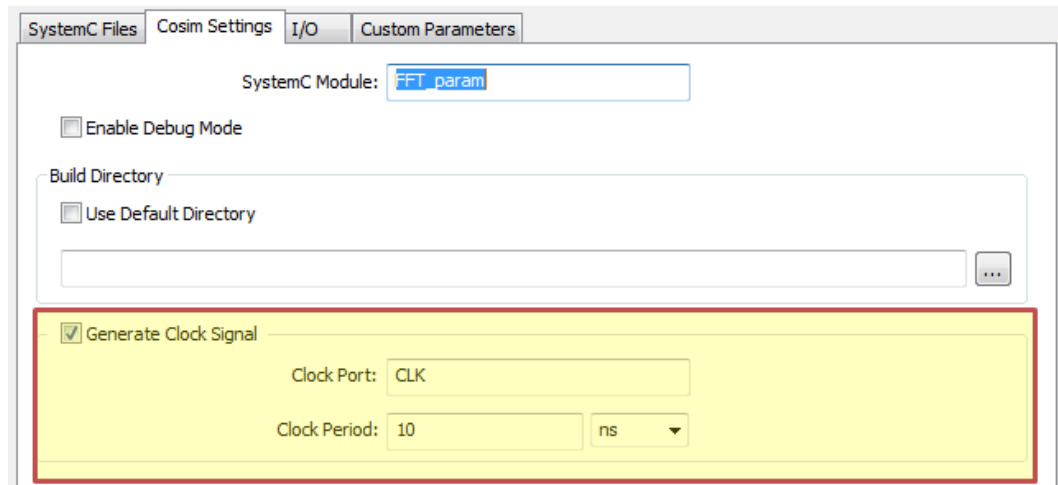 SystemC Files Cosim Settings I/O Custom Parameters
SystemC Module: FFT_param
Enable Debug Mode
Build Directory
Use Default Directory
...
Generate Clock Signal
Clock Port: CLK
Clock Period: 10 ns